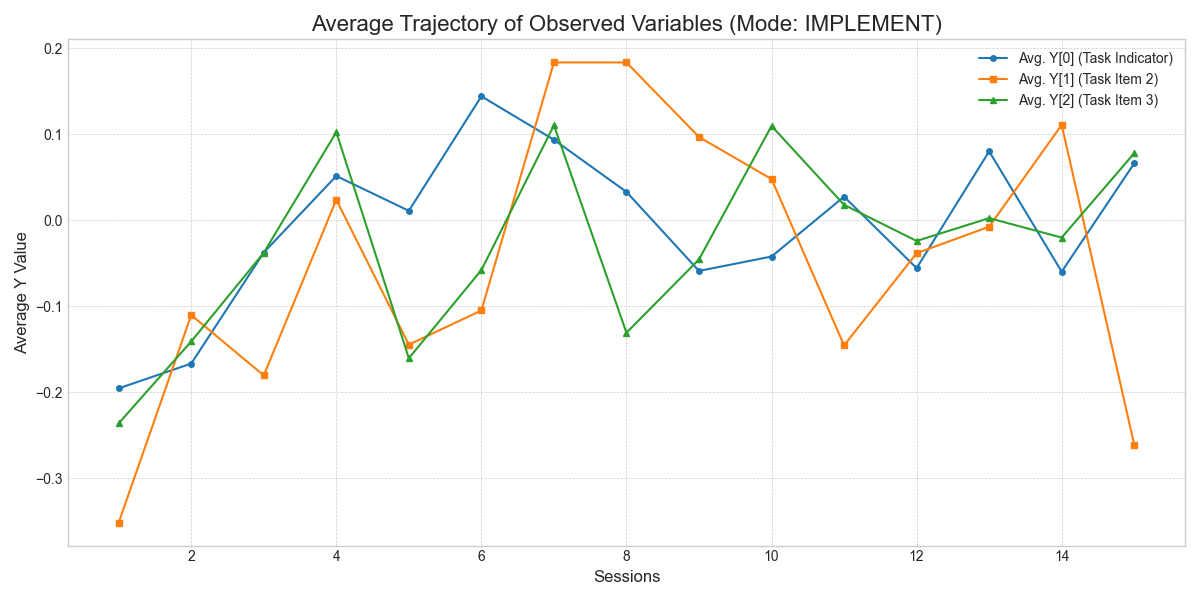 Average Trajectory of Observed Variables (Mode: IMPLEMENT)
Avg. Y[0] (Task Indicator)
Avg. Y[1] (Task Item 2)
Avg. Y[2] (Task Item 3)
Average Y Value
0.2
0.1
0.0
−0.1
−0.2
−0.3
2 4 6 8 10 12 14
Sessions